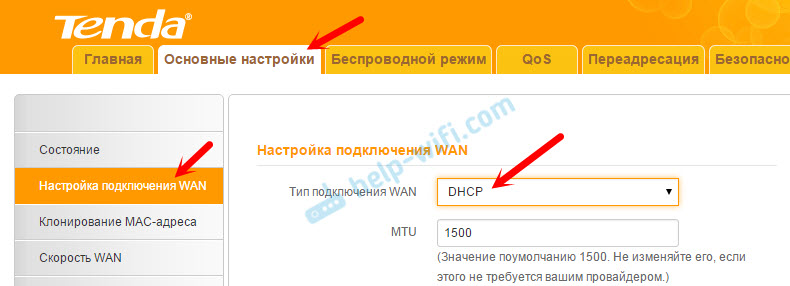 Tenda®
Главная Основные настройки Беспроводной режим QoS Переадресация Безопасно
Состояние
Настройка подключения WAN
Клонирование MAC-адреса
Скорость WAN
Настройка подключения WAN
Тип подключения WAN DHCP
MTU 1500
(Значение поумолчанию 1500. Не изменяйте его, если
этого не требуется вашим провайдером.)
help-wifi.com